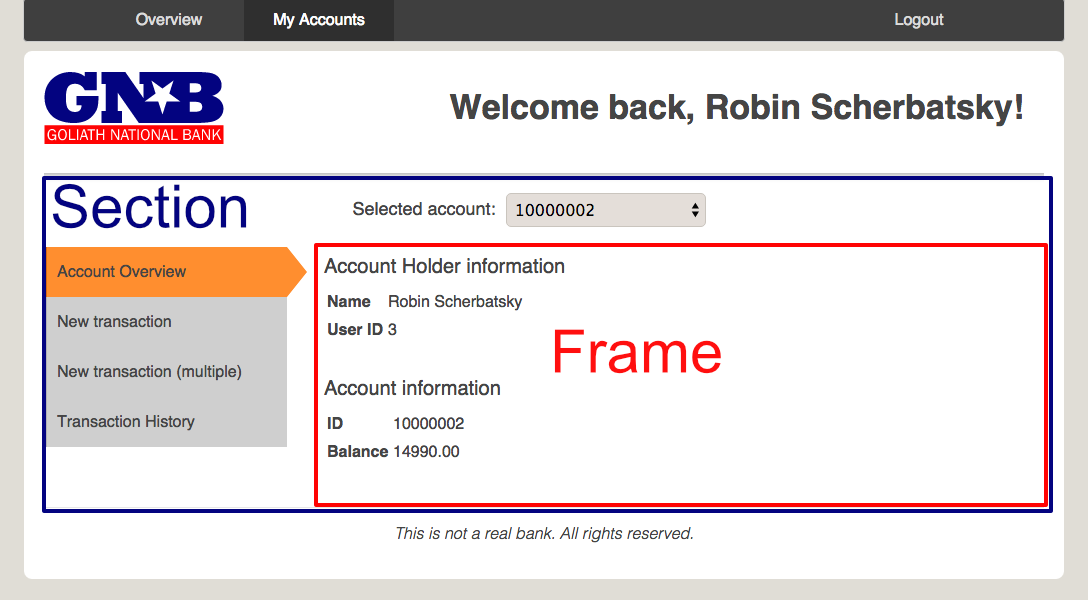 Overview My Accounts Logout
GNB
GOLIATH NATIONAL BANK
Welcome back, Robin Scherbatsky!
Section
Selected account: 10000002
Account Overview
New transaction
New transaction (multiple)
Transaction History
Account Holder information
Name Robin Scherbatsky
User ID 3
Frame
Account information
ID 10000002
Balance 14990.00
This is not a real bank. All rights reserved.